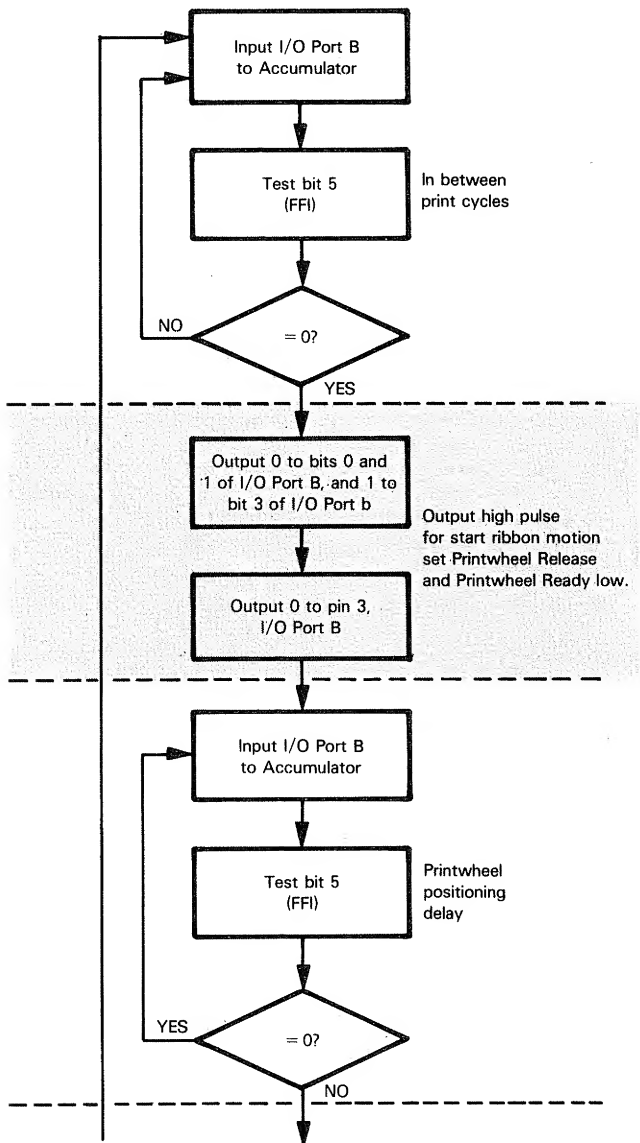 Input I/O Port B
to Accumulator
Test bit 5
(FFI)
In between
print cycles
= 0?
NO
YES
Output 0 to bits 0 and
1 of I/O Port B, and 1 to
bit 3 of I/O Port b
Output high pulse
for start ribbon motion
set Printwheel Release
and Printwheel Ready low.
Output 0 to pin 3,
I/O Port B
Input I/O Port B
to Accumulator
Test bit 5
(FFI)
Printwheel
positioning
delay
= 0?
YES
NO